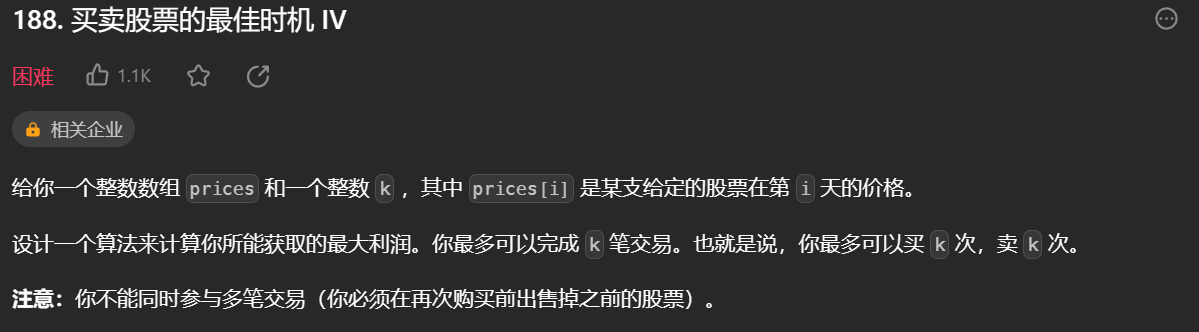 188. 买卖股票的最佳时机 IV
困难 1.1K
相关企业
给你一个整数数组 prices 和一个整数 k ，其中 prices[i] 是某支给定的股票在第 i 天的价格。
设计一个算法来计算你所能获取的最大利润。你最多可以完成 k 笔交易。也就是说，你最多可以买 k 次，卖 k 次。
注意：你不能同时参与多笔交易（你必须在再次购买前出售掉之前的股票）。